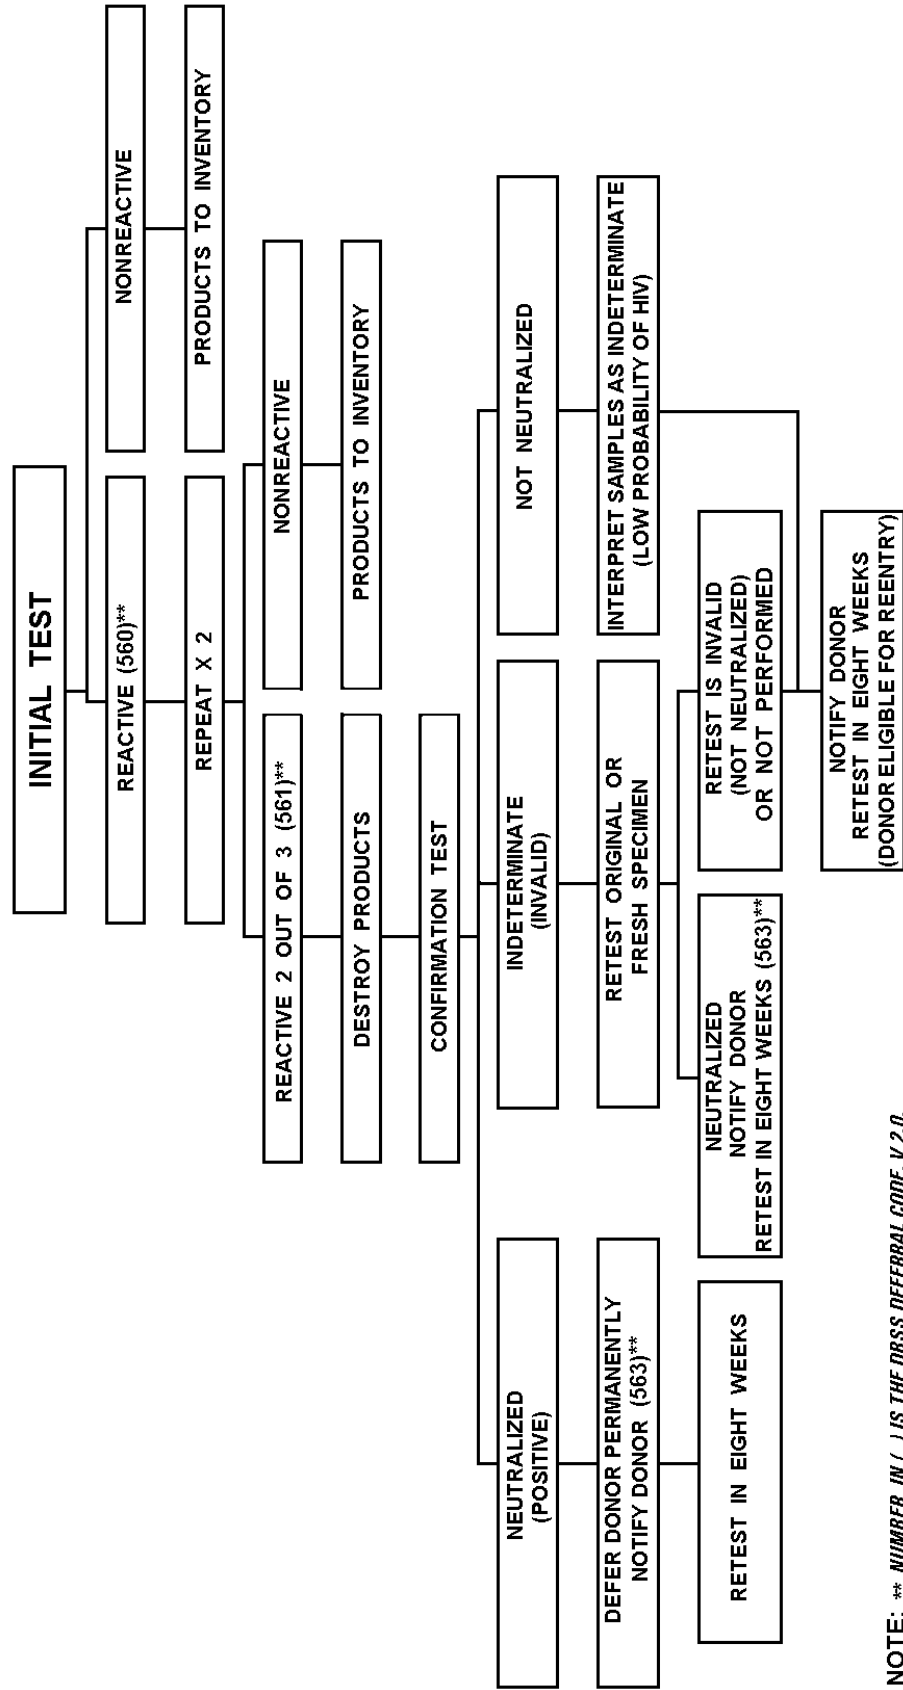 INITIAL TEST
REACTIVE (560)**
NONREACTIVE
REPEAT X 2
PRODUCTS TO INVENTORY
REACTIVE 2 OUT OF 3 (561)**
NONREACTIVE
DESTROY PRODUCTS
PRODUCTS TO INVENTORY
CONFIRMATION TEST
NEUTRALIZED
(POSITIVE)
INDETERMINATE
(INVALID)
NOT NEUTRALIZED
DEFER DONOR PERMANENTLY
NOTIFY DONOR (563)**
RETEST ORIGINAL OR
FRESH SPECIMEN
INTERPRET SAMPLES AS INDETERMINATE
(LOW PROBABILITY OF HIV)
RETEST IN EIGHT WEEKS
NEUTRALIZED
NOTIFY DONOR
RETEST IN EIGHT WEEKS (563)**
RETEST IS INVALID
(NOT NEUTRALIZED)
OR NOT PERFORMED
NOTIFY DONOR
RETEST IN EIGHT WEEKS
(DONOR ELIGIBLE FOR REENTRY)
NOTE: ** NUMBER IN ( ) IS THE DBSS DEFERRAL CODE, V 2.0.